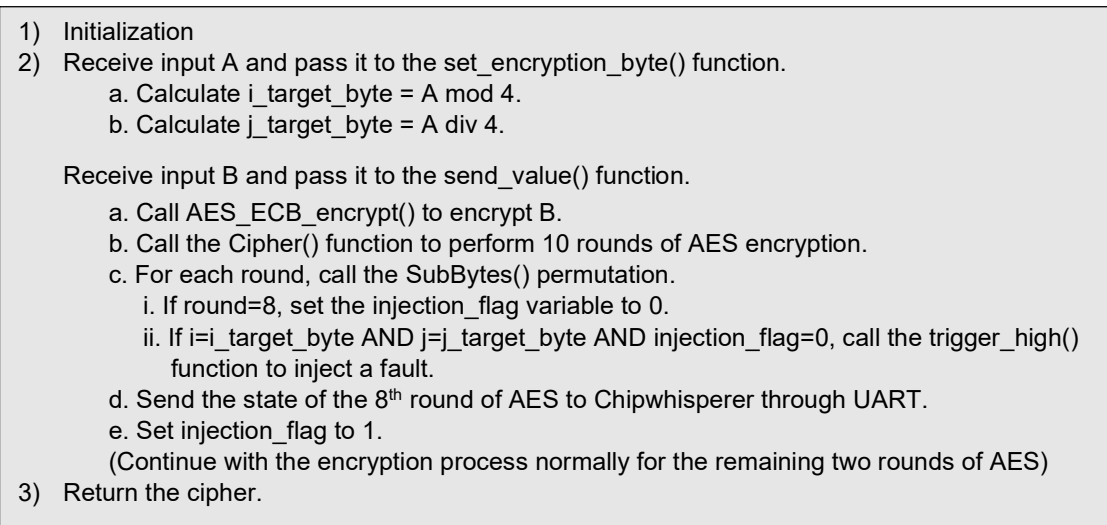 1) Initialization
2) Receive input A and pass it to the set_encryption_byte() function.
a. Calculate i_target_byte = A mod 4.
b. Calculate j_target_byte = A div 4.
Receive input B and pass it to the send_value() function.
a. Call AES_ECB_encrypt() to encrypt B.
b. Call the Cipher() function to perform 10 rounds of AES encryption.
c. For each round, call the SubBytes() permutation.
i. If round=8, set the injection_flag variable to 0.
ii. If i=i_target_byte AND j=j_target_byte AND injection_flag=0, call the trigger_high()
function to inject a fault.
d. Send the state of the 8th round of AES to Chipwhisperer through UART.
e. Set injection_flag to 1.
(Continue with the encryption process normally for the remaining two rounds of AES)
3) Return the cipher.